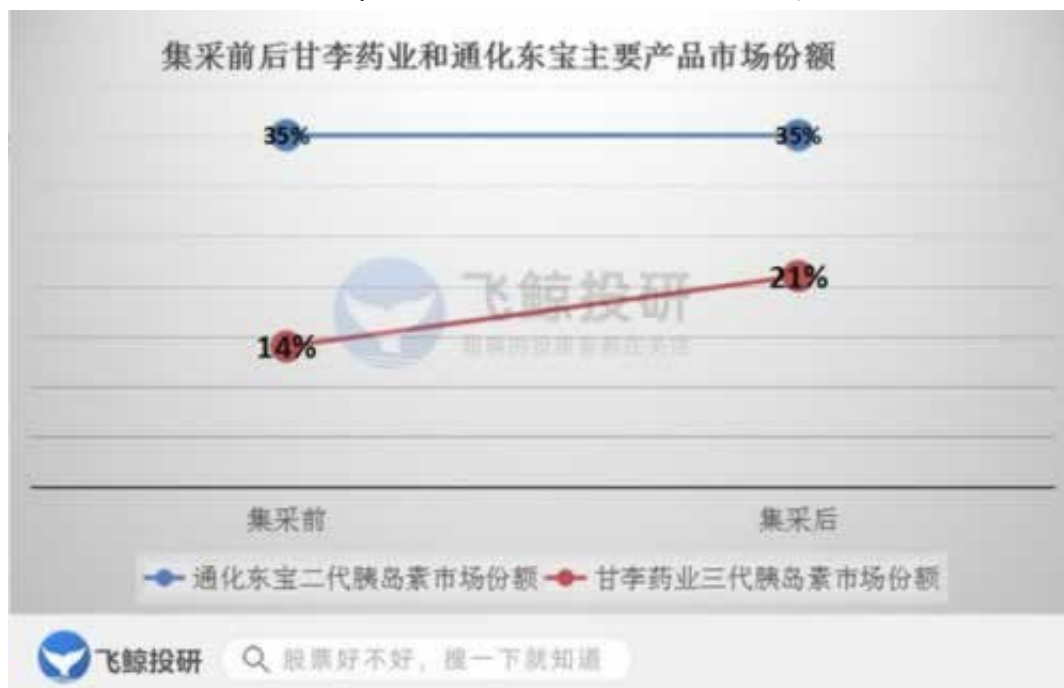 集采前后甘李药业和通化东宝主要产品市场份额
35% 35%
飞鲸投研
21%
14%
集采前 集采后
通化东宝二代胰岛素市场份额 甘李药业三代胰岛素市场份额
飞鲸投研 股票好不好，搜一下就知道